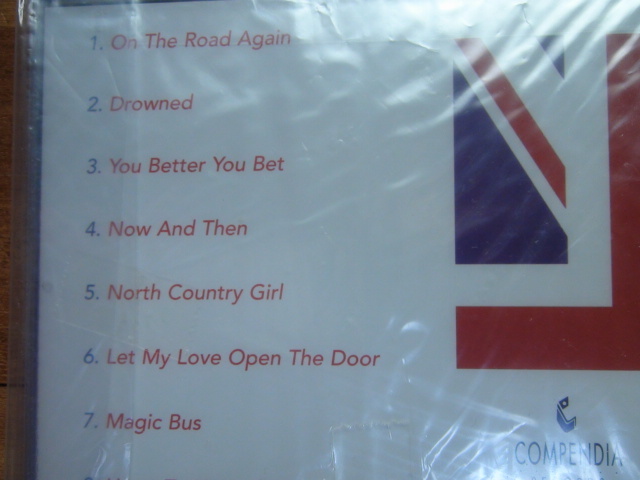 1. On The Road Again
2. Drowned
3. You Better You Bet
4. Now And Then
5. North Country Girl
6. Let My Love Open The Door
7. Magic Bus
COMPENDIA